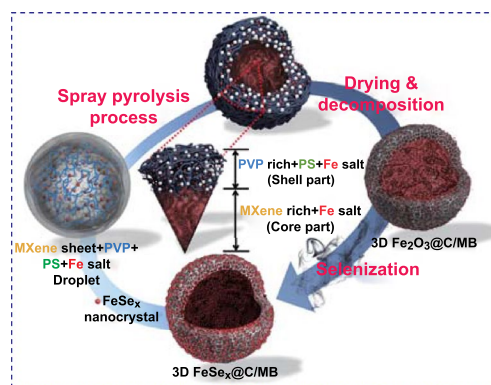 Spray pyrolysis
process
Drying &
decomposition
PVP rich+PS+Fe salt
(Shell part)
MXene rich+Fe salt
(Core part)
3D Fe₂O₃@C/MB
MXene sheet+PVP+
PS+Fe salt
Droplet
Selenization
FeSeₓ
nanocrystal
3D FeSeₓ@C/MB